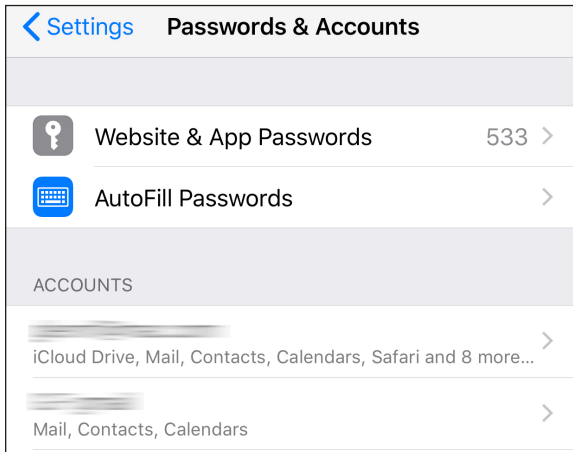 Settings Passwords & Accounts
Website & App Passwords 533
AutoFill Passwords
ACCOUNTS
iCloud Drive, Mail, Contacts, Calendars, Safari and 8 more...
Mail, Contacts, Calendars